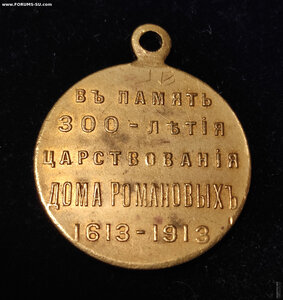 www.FORUMS-SU.com
ВЪ ПАМЯТЬ
300-ЛѢТІЯ
ЦАРСТВОВАНІЯ
ДОМА РОМАНОВЫХЪ
1613-1913